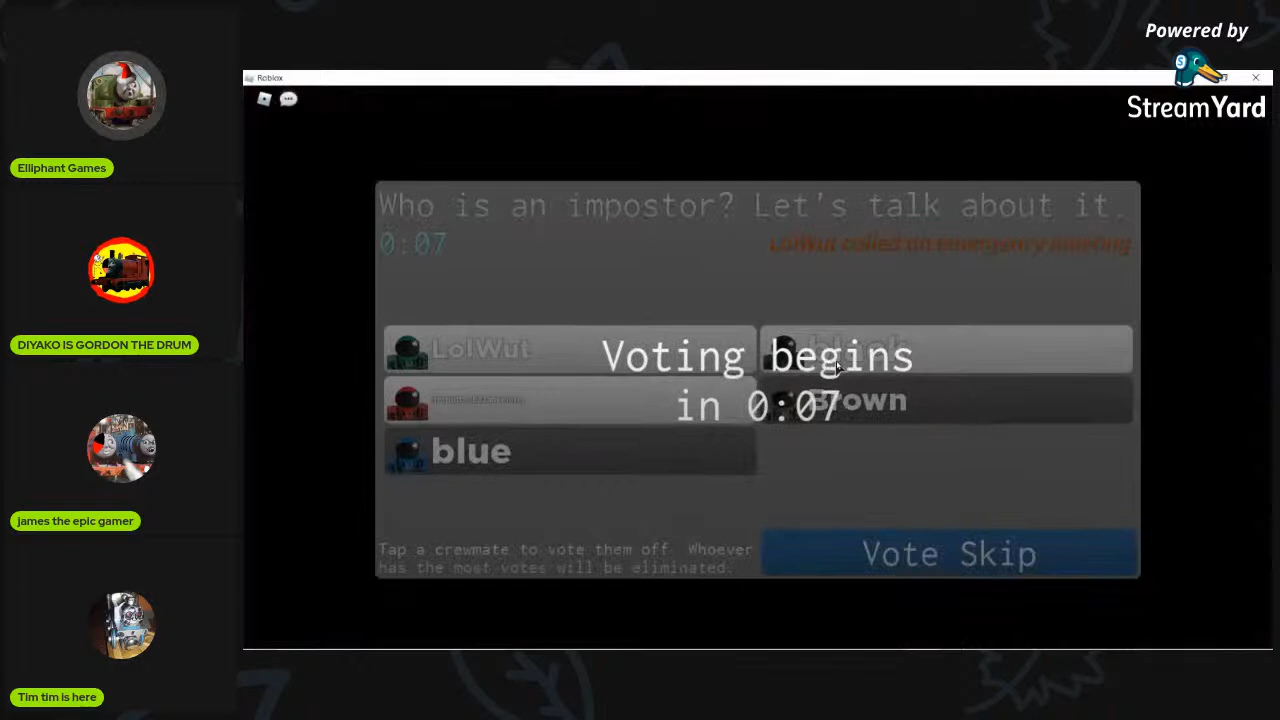 Powered by
StreamYard
Roblox
Elliphant Games
DIYAKO IS GORDON THE DRUM
james the epic gamer
Tim tim is here
Who is an impostor? Let's talk about it.
0:07
LolWut called an emergency meeting
LolWut
black
Voting begins
in 0:07
Brown
blue
Tap a crewmate to vote them off. Whoever
has the most votes will be eliminated.
Vote Skip